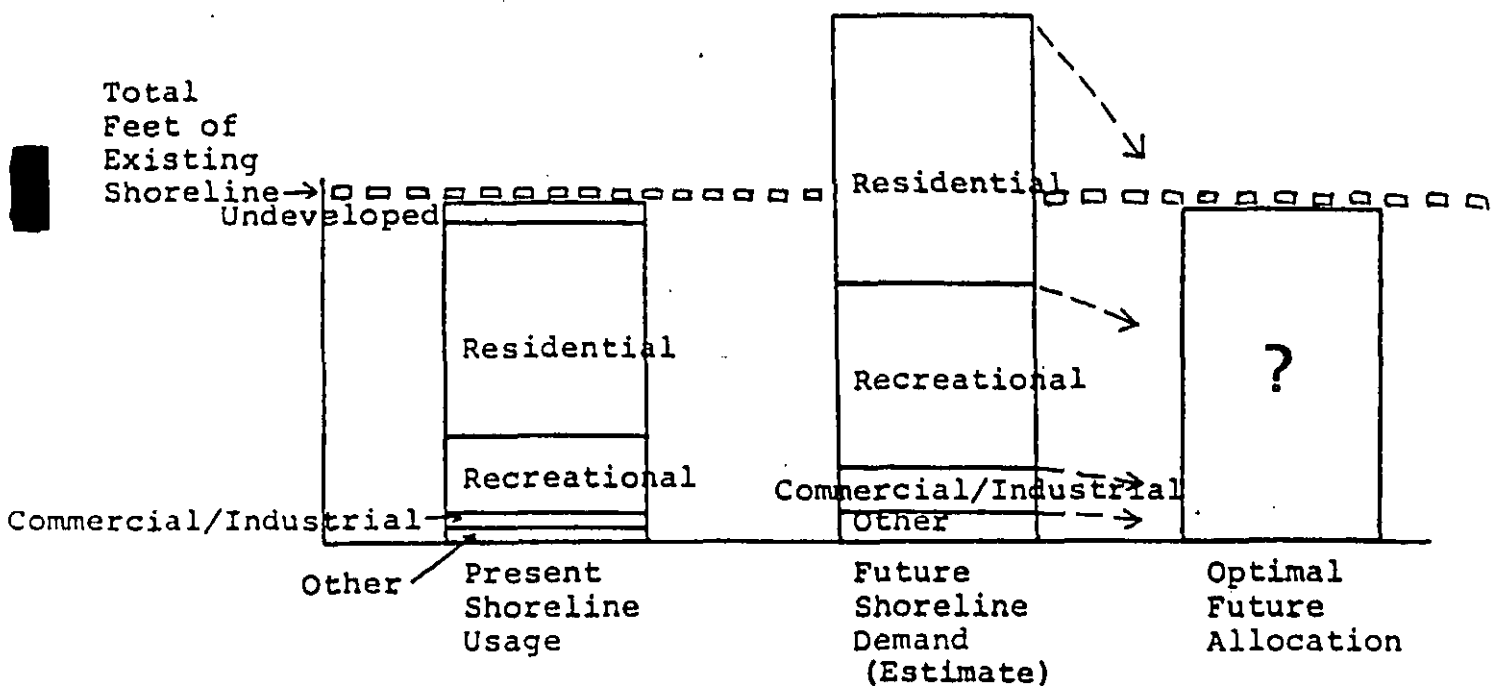 Total
Feet of
Existing
Shoreline
Undeveloped
Residential
Recreational
Commercial/Industrial
Other
Present
Shoreline
Usage
Residential
Recreational
Commercial/Industrial
Other
Future
Shoreline
Demand
(Estimate)
?
Optimal
Future
Allocation